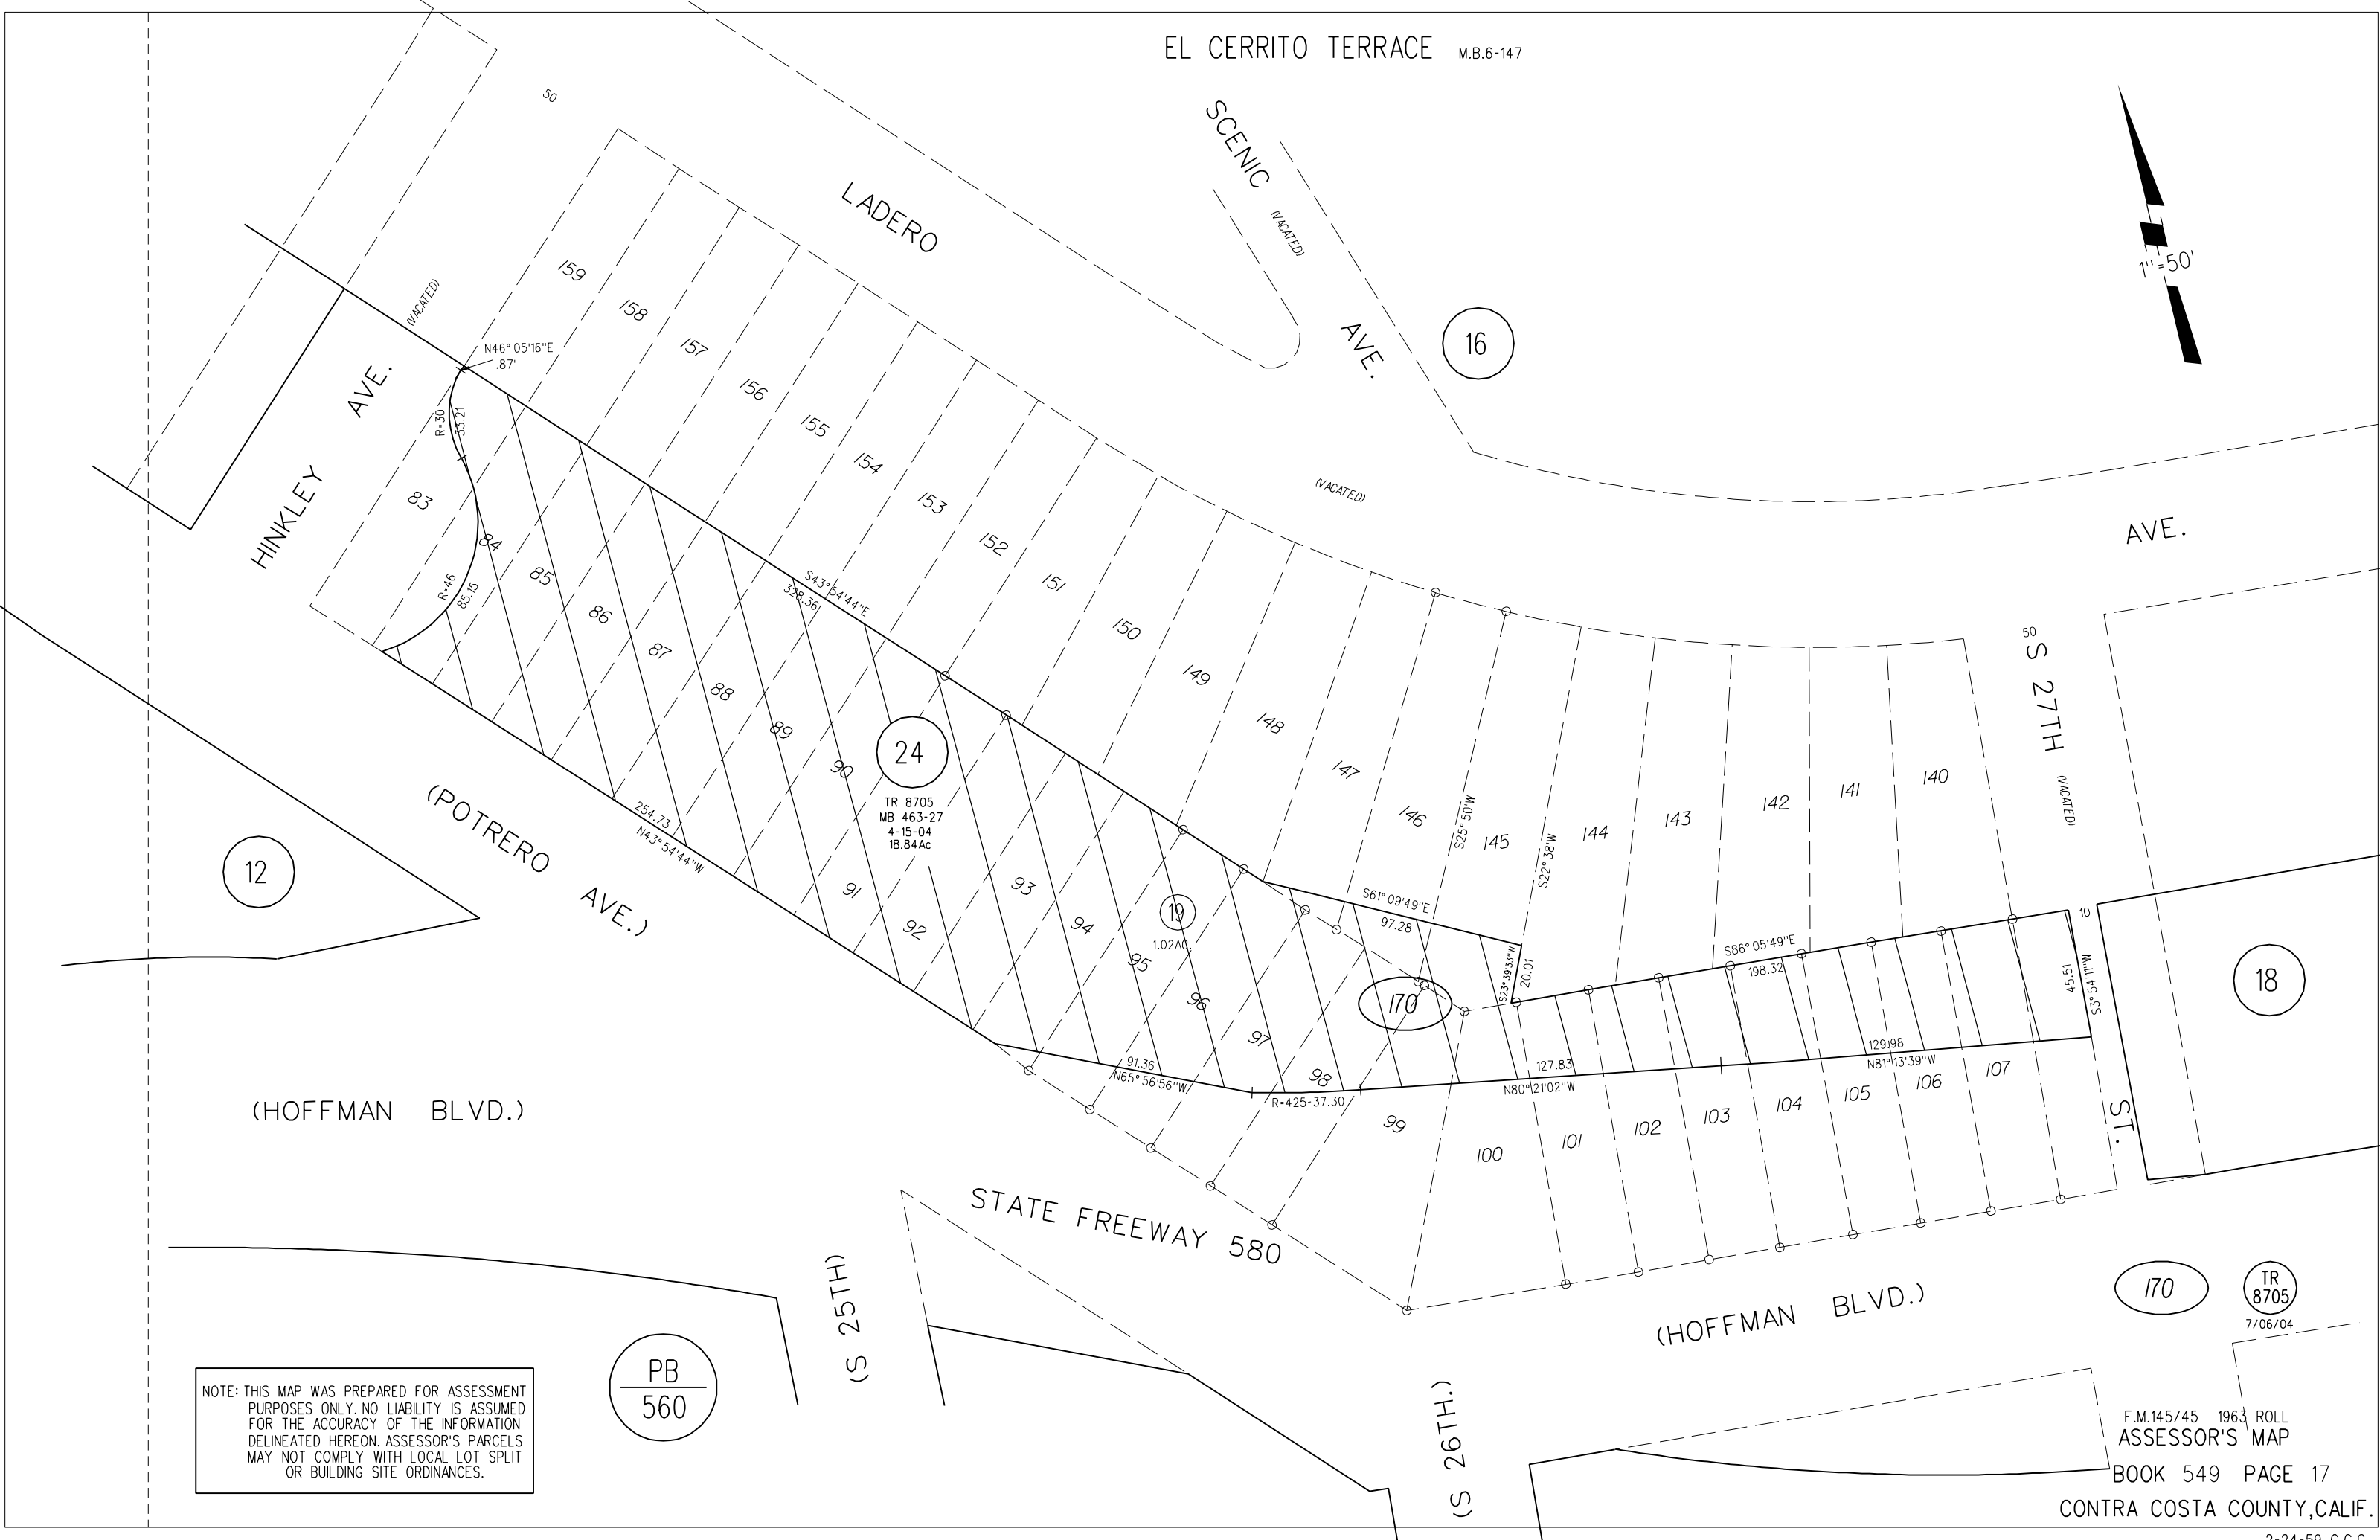 EL CERRITO TERRACE M.B.6-147
50
LADERO
SCENIC
(VACATED)
AVE.
16
1"=50'
159
158
157
156
155
154
153
152
151
150
149
148
147
146
145
144
143
142
141
140
(VACATED)
N46°05'16"E
.87'
HINKLEY AVE.
R=30
33.21
(VACATED)
AVE.
50
S 27TH
(VACATED)
ST.
83
84
85
86
87
88
89
90
91
92
93
94
95
96
97
98
99
100
101
102
103
104
105
106
107
R=46
85.15
S43°54'44"E
328.36
24
TR 8705
MB 463-27
4-15-04
18.84Ac
254.73
N43°54'44"W
(POTRERO AVE.)
12
19
1.02AC.
S25°50'W
S22°38'W
S61°09'49"E
97.28
S23°39'33"W
20.01
170
S86°05'49"E
198.32
10
45.51
S3°54'11"W
18
91.36
N65°56'56"W
R=425-37.30
127.83
N80°21'02"W
129.98
N81°13'39"W
(HOFFMAN BLVD.)
STATE FREEWAY 580
(S 25TH)
(S 26TH.)
(HOFFMAN BLVD.)
170
TR
8705
7/06/04
PB
560
NOTE: THIS MAP WAS PREPARED FOR ASSESSMENT
PURPOSES ONLY. NO LIABILITY IS ASSUMED
FOR THE ACCURACY OF THE INFORMATION
DELINEATED HEREON. ASSESSOR'S PARCELS
MAY NOT COMPLY WITH LOCAL LOT SPLIT
OR BUILDING SITE ORDINANCES.
F.M.145/45 1963 ROLL
ASSESSOR'S MAP
BOOK 549 PAGE 17
CONTRA COSTA COUNTY,CALIF.